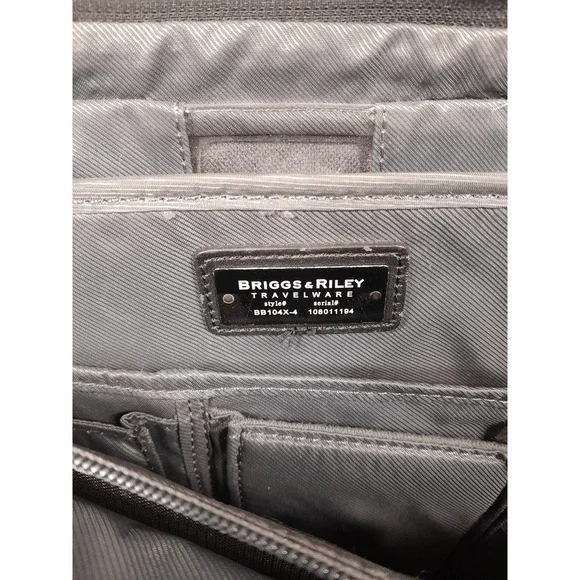 BRIGGS & RILEY
TRAVELWARE
style# serial#
BB104X-4 108011194